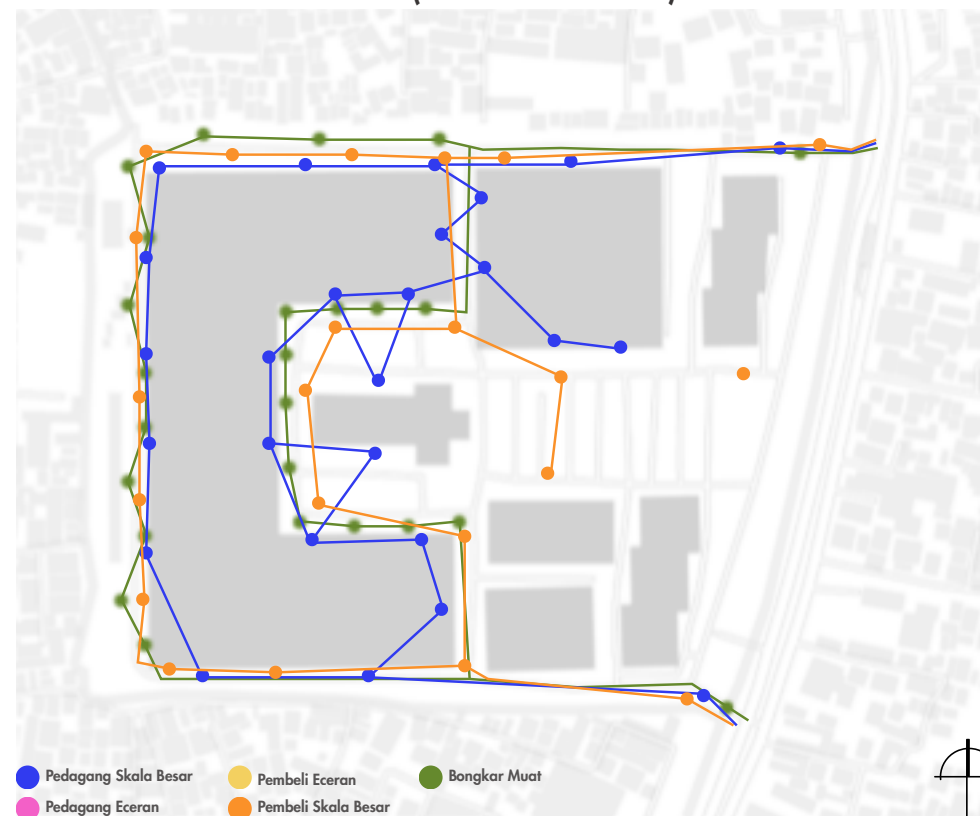 Pedagang Skala Besar
Pembeli Eceran
Bongkar Muat
Pedagang Eceran
Pembeli Skala Besar